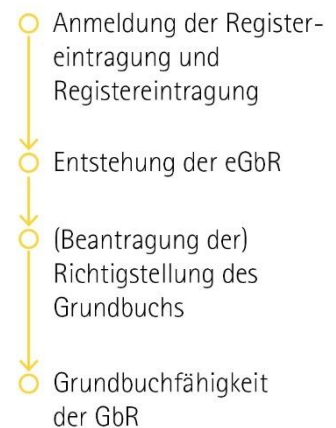 Anmeldung der Register-
eintragung und
Registereintragung
Entstehung der eGbR
(Beantragung der)
Richtigstellung des
Grundbuchs
Grundbuchfähigkeit
der GbR